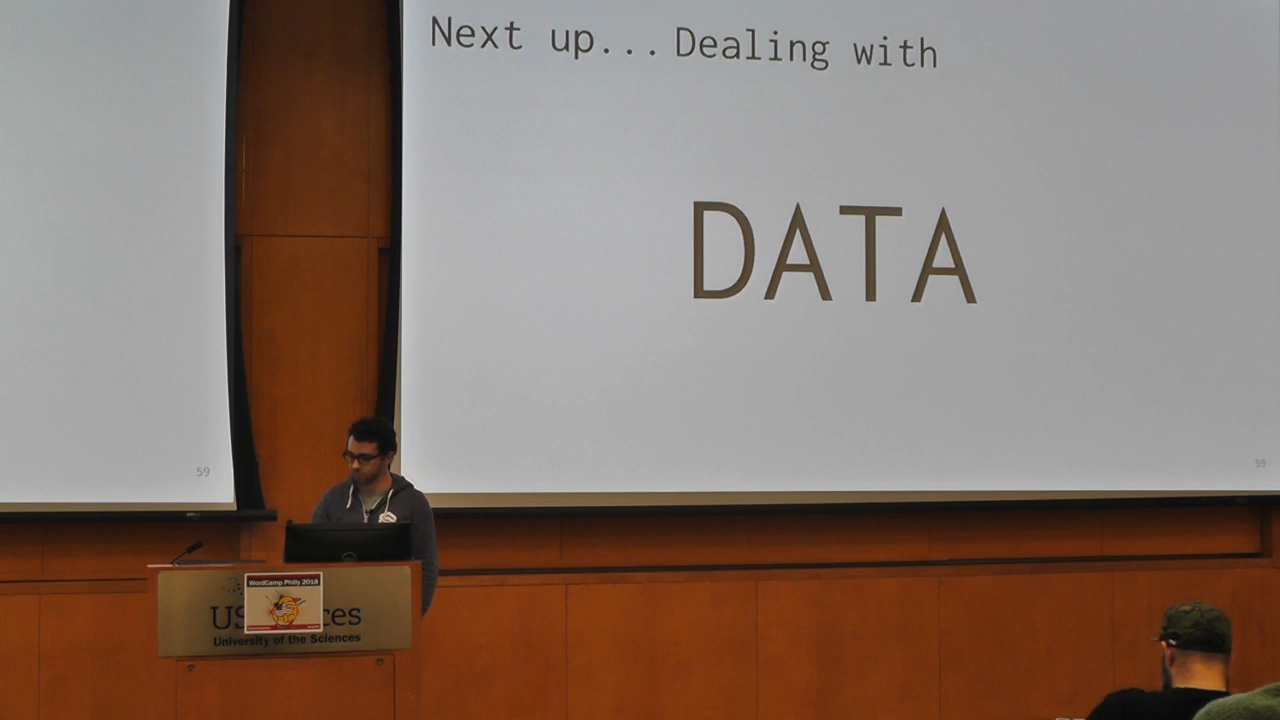 Next up... Dealing with
DATA
59
59
WordCamp Philly 2018
US ces
University of the Sciences